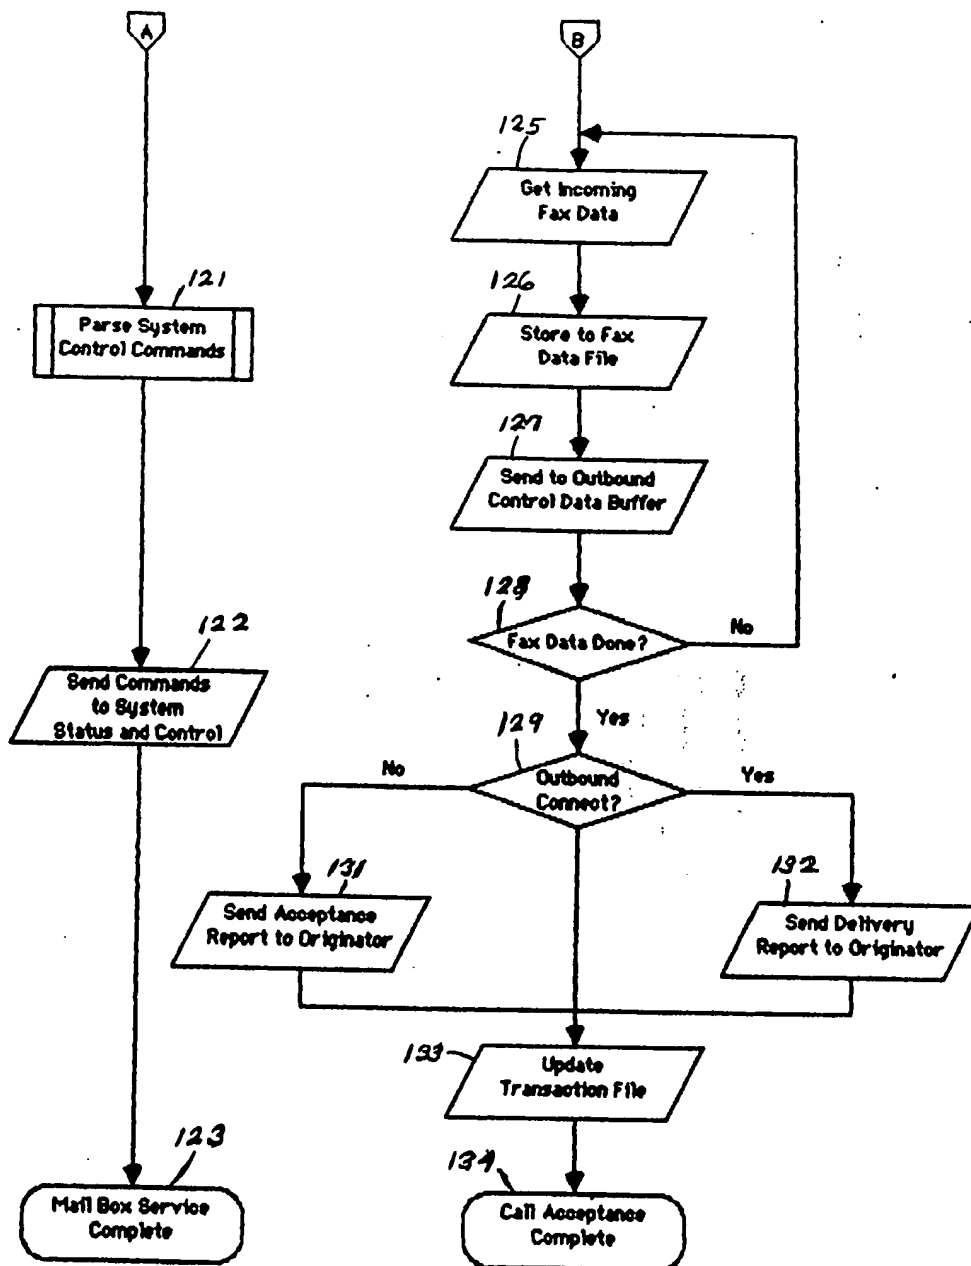 A
121
Parse System
Control Commands
122
Send Commands
to System
Status and Control
123
Mail Box Service
Complete
B
125
Get Incoming
Fax Data
126
Store to Fax
Data File
127
Send to Outbound
Control Data Buffer
128
Fax Data Done?
No
Yes
129
Outbound
Connect?
No
Yes
131
Send Acceptance
Report to Originator
132
Send Delivery
Report to Originator
133
Update
Transaction File
134
Call Acceptance
Complete